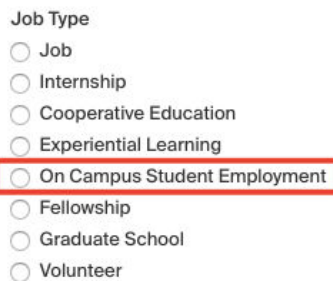 Job Type
Job
Internship
Cooperative Education
Experiential Learning
On Campus Student Employment
Fellowship
Graduate School
Volunteer